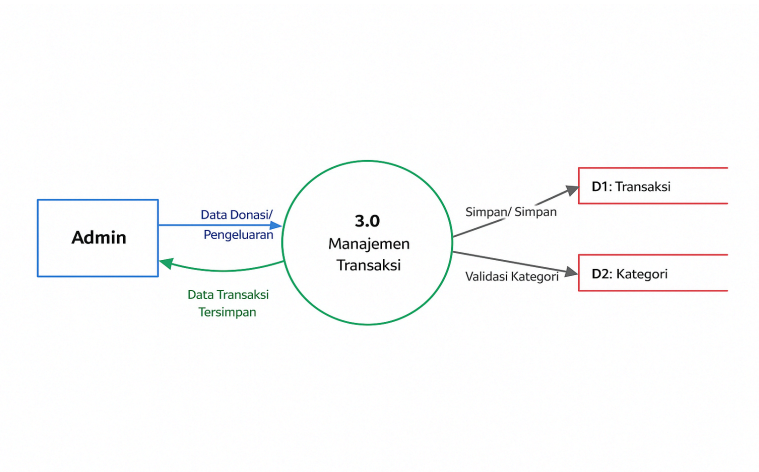 Admin
Data Donasi/
Pengeluaran
Data Transaksi
Tersimpan
3.0
Manajemen
Transaksi
Simpan/ Simpan
Validasi Kategori
D1: Transaksi
D2: Kategori